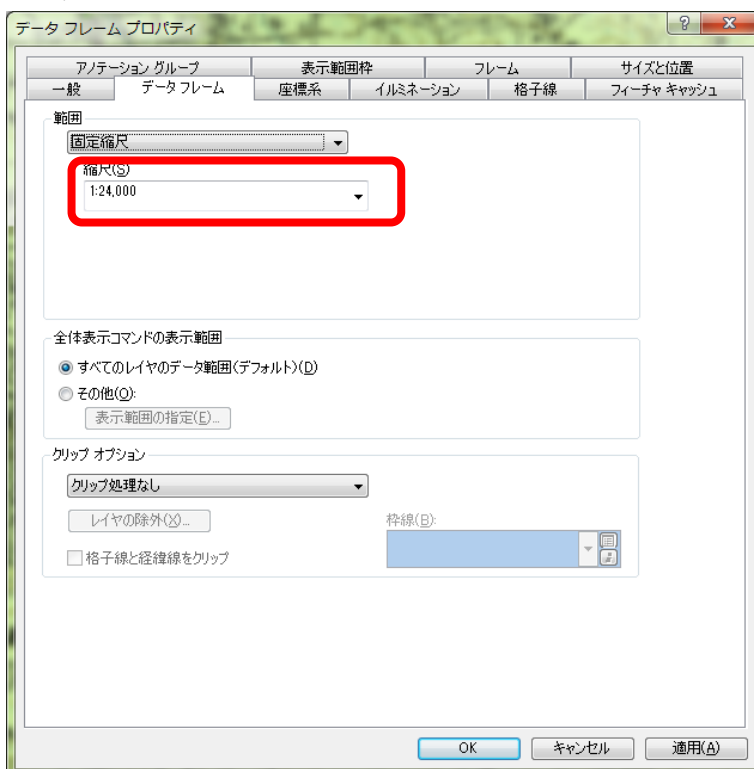 データ フレーム プロパティ
アノテーション グループ 表示範囲枠 フレーム サイズと位置
一般 データ フレーム 座標系 イルミネーション 格子線 フィーチャ キャッシュ
範囲
固定縮尺
縮尺(S)
1:24,000
全体表示コマンドの表示範囲
すべてのレイヤのデータ範囲(デフォルト)(D)
その他(O):
表示範囲の指定(E)...
クリップ オプション
クリップ処理なし
レイヤの除外(X)... 枠線(B):
格子線と経緯線をクリップ
OK キャンセル 適用(A)